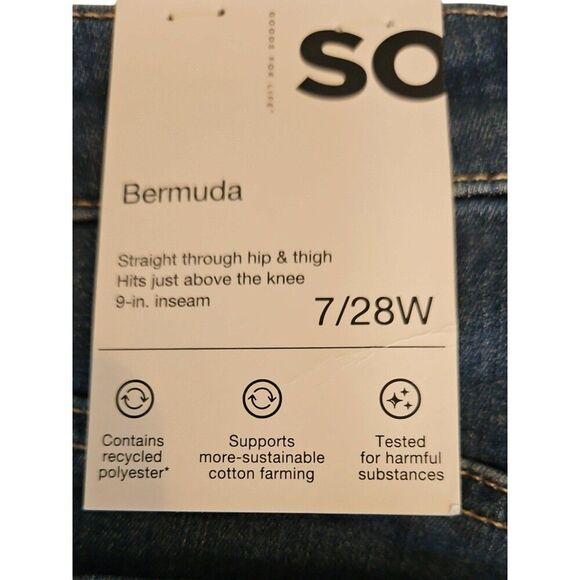 GOODS FOR LIFE*
SO
Bermuda
Straight through hip & thigh
Hits just above the knee
9-in. inseam
7/28W
Contains
recycled
polyester*
Supports
more-sustainable
cotton farming
Tested
for harmful
substances